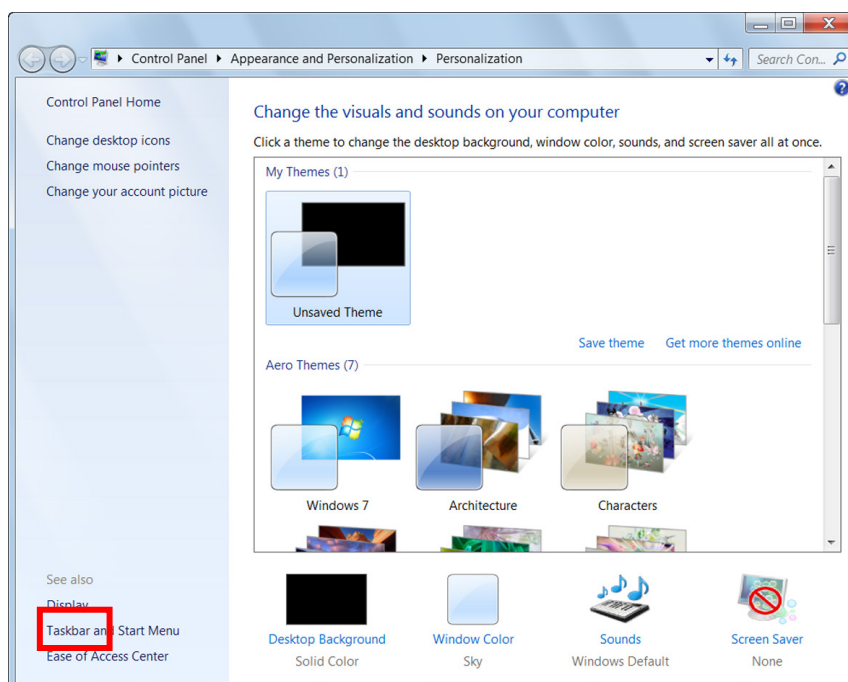 Control Panel ▸ Appearance and Personalization ▸ Personalization
Search Con...
Control Panel Home
Change desktop icons
Change mouse pointers
Change your account picture
See also
Display
Taskbar and Start Menu
Ease of Access Center
Change the visuals and sounds on your computer
Click a theme to change the desktop background, window color, sounds, and screen saver all at once.
My Themes (1)
Unsaved Theme
Save theme Get more themes online
Aero Themes (7)
Windows 7 Architecture Characters
Desktop Background Window Color Sounds Screen Saver
Solid Color Sky Windows Default None